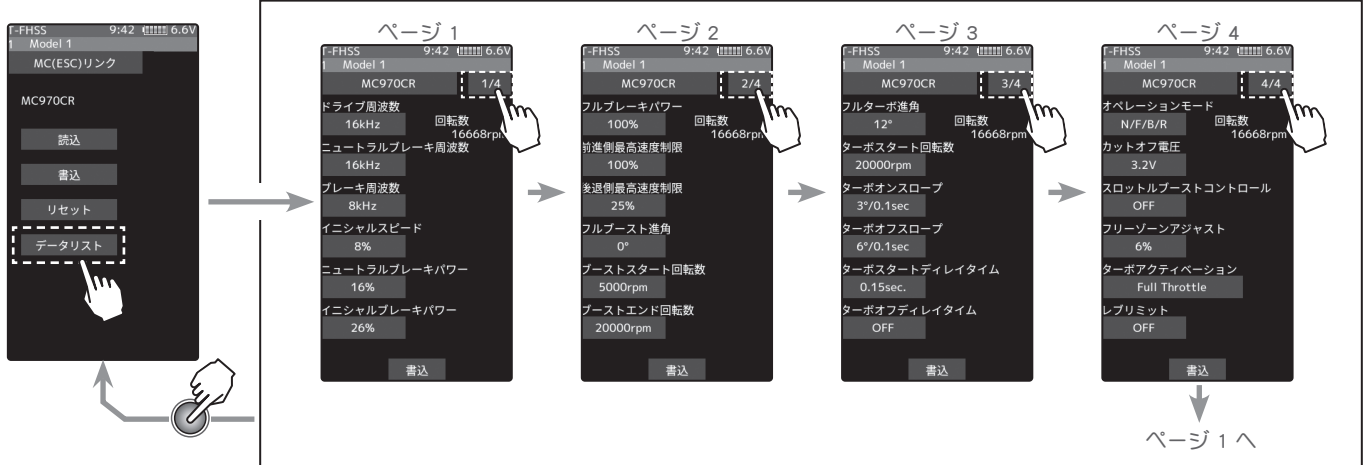 T-FHSS 9:42 6.6V
1 Model 1
MC(ESC)リンク
MC970CR
読込
書込
リセット
データリスト
ページ 1
T-FHSS 9:42 6.6V
1 Model 1
MC970CR 1/4
ドライブ周波数
16kHz
回転数
16668rpm
ニュートラルブレーキ周波数
16kHz
ブレーキ周波数
8kHz
イニシャルスピード
8%
ニュートラルブレーキパワー
16%
イニシャルブレーキパワー
26%
書込
ページ 2
T-FHSS 9:42 6.6V
1 Model 1
MC970CR 2/4
フルブレーキパワー
100%
回転数
16668rpm
前進側最高速度制限
100%
後退側最高速度制限
25%
フルブースト進角
0°
ブーストスタート回転数
5000rpm
ブーストエンド回転数
20000rpm
書込
ページ 3
T-FHSS 9:42 6.6V
1 Model 1
MC970CR 3/4
フルターボ進角
12°
回転数
16668rpm
ターボスタート回転数
20000rpm
ターボオンスロープ
3°/0.1sec
ターボオフスロープ
6°/0.1sec
ターボスタートディレイタイム
0.15sec.
ターボオフディレイタイム
OFF
書込
ページ 4
T-FHSS 9:42 6.6V
1 Model 1
MC970CR 4/4
オペレーションモード
N/F/B/R
回転数
16668rpm
カットオフ電圧
3.2V
スロットルブーストコントロール
OFF
フリーゾーンアジャスト
6%
ターボアクティベーション
Full Throttle
レブリミット
OFF
書込
ページ 1 へ